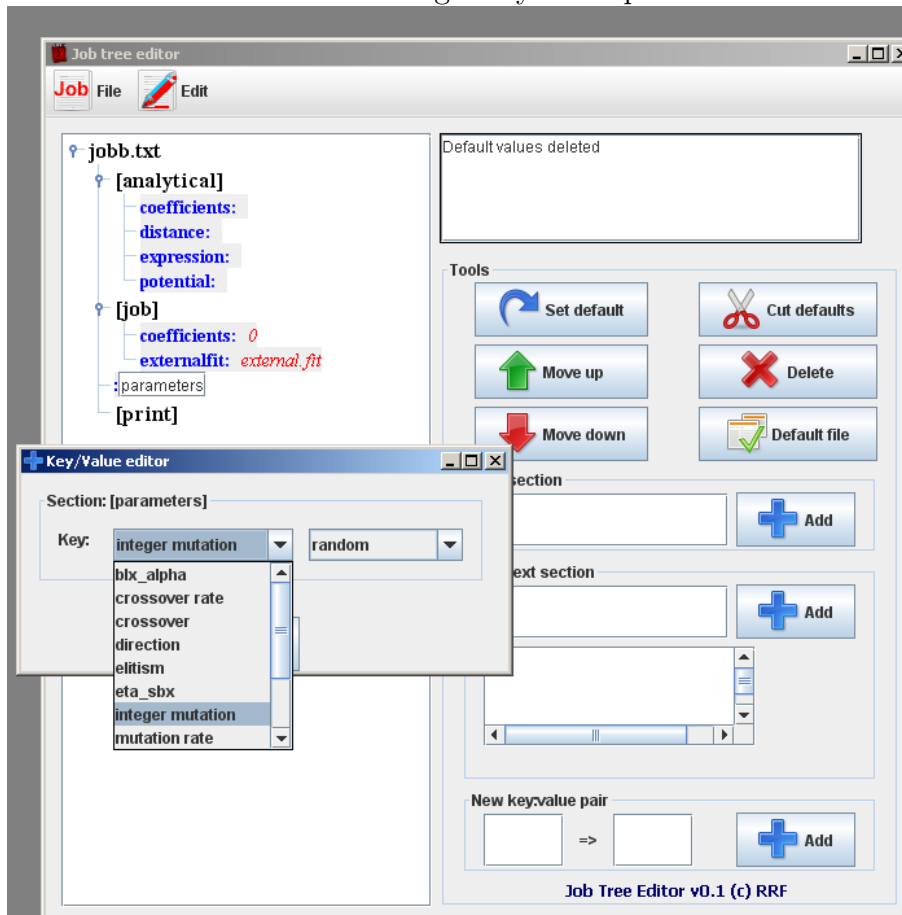 Job tree editor
Job File Edit
jobb.txt
[analytical]
coefficients:
distance:
expression:
potential:
[job]
coefficients: 0
externalfit: external.fit
: parameters
[print]
Default values deleted
Tools
Set default
Cut defaults
Move up
Delete
Move down
Default file
section
Add
ext section
Add
New key:value pair
=>
Add
Job Tree Editor v0.1 (c) RRF
Key/Value editor
Section: [parameters]
Key: integer mutation random
blx_alpha
crossover rate
crossover
direction
elitism
eta_sbx
integer mutation
mutation rate